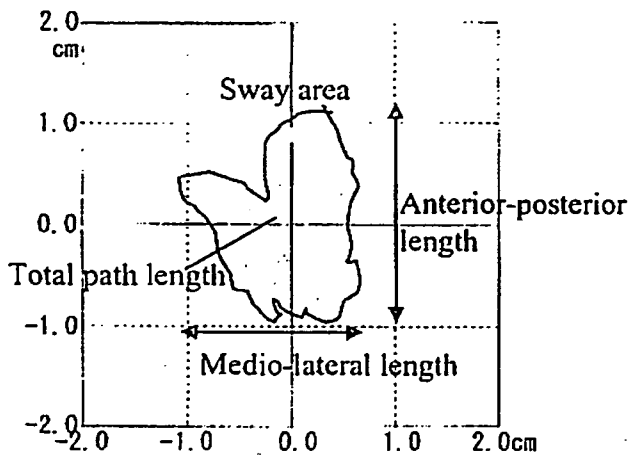 2.0
cm
Sway area
1.0
Anterior-posterior
length
0.0
Total path length
-1.0
Medio-lateral length
-2.0
-2.0 -1.0 0.0 1.0 2.0cm